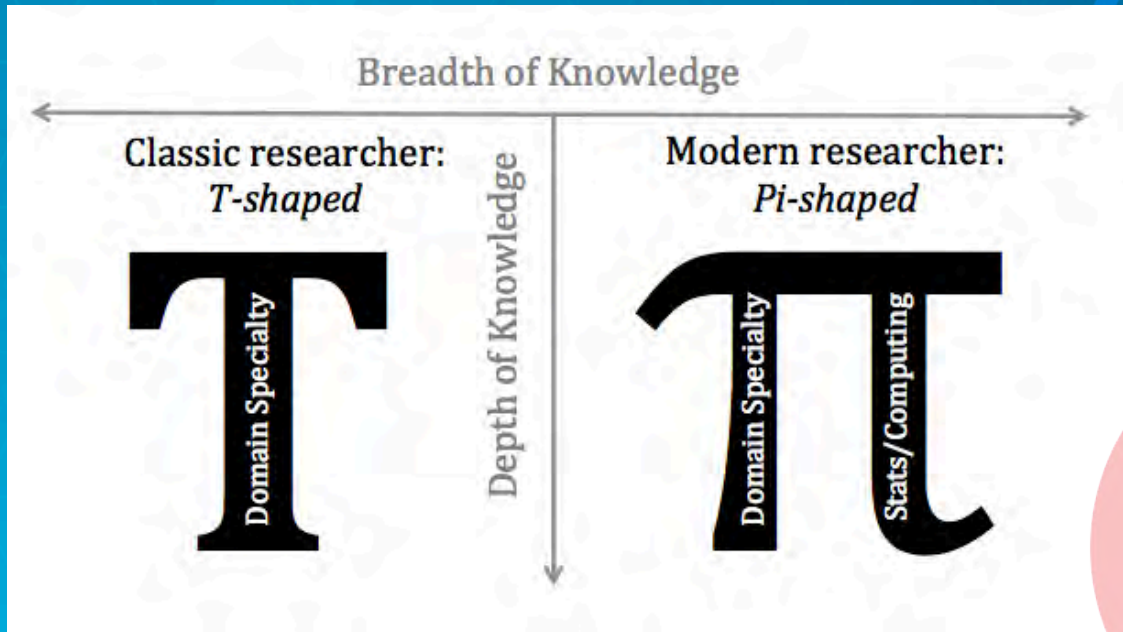 Breadth of Knowledge
Classic researcher:
T-shaped
Domain Specialty
Depth of Knowledge
Modern researcher:
Pi-shaped
Domain Specialty
Stats/Computing